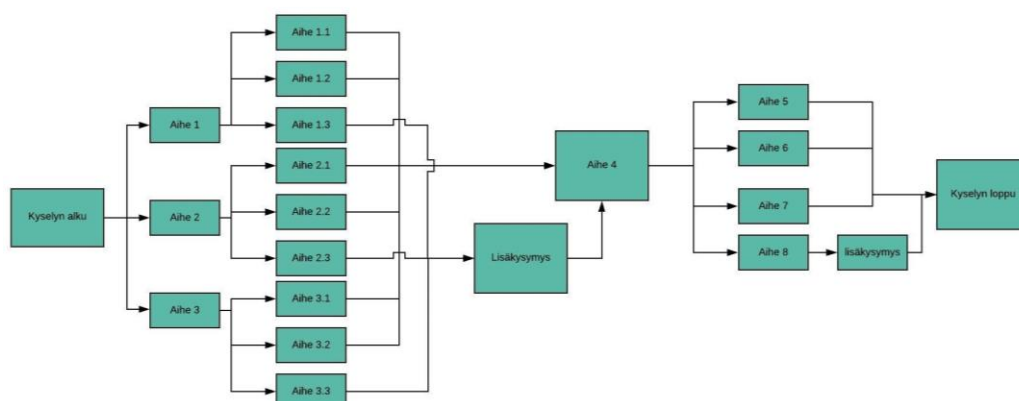 Kyselyn alku
Aihe 1
Aihe 2
Aihe 3
Aihe 1.1
Aihe 1.2
Aihe 1.3
Aihe 2.1
Aihe 2.2
Aihe 2.3
Aihe 3.1
Aihe 3.2
Aihe 3.3
Lisäkysymys
Aihe 4
Aihe 5
Aihe 6
Aihe 7
Aihe 8
lisäkysymys
Kyselyn loppu